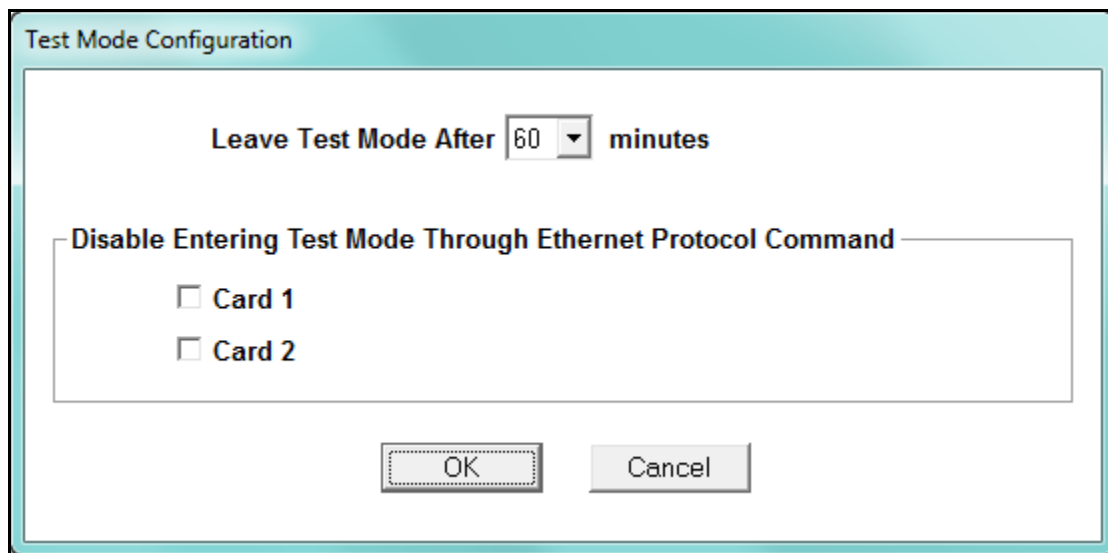 Test Mode Configuration
Leave Test Mode After 60 minutes
Disable Entering Test Mode Through Ethernet Protocol Command
Card 1
Card 2
OK Cancel